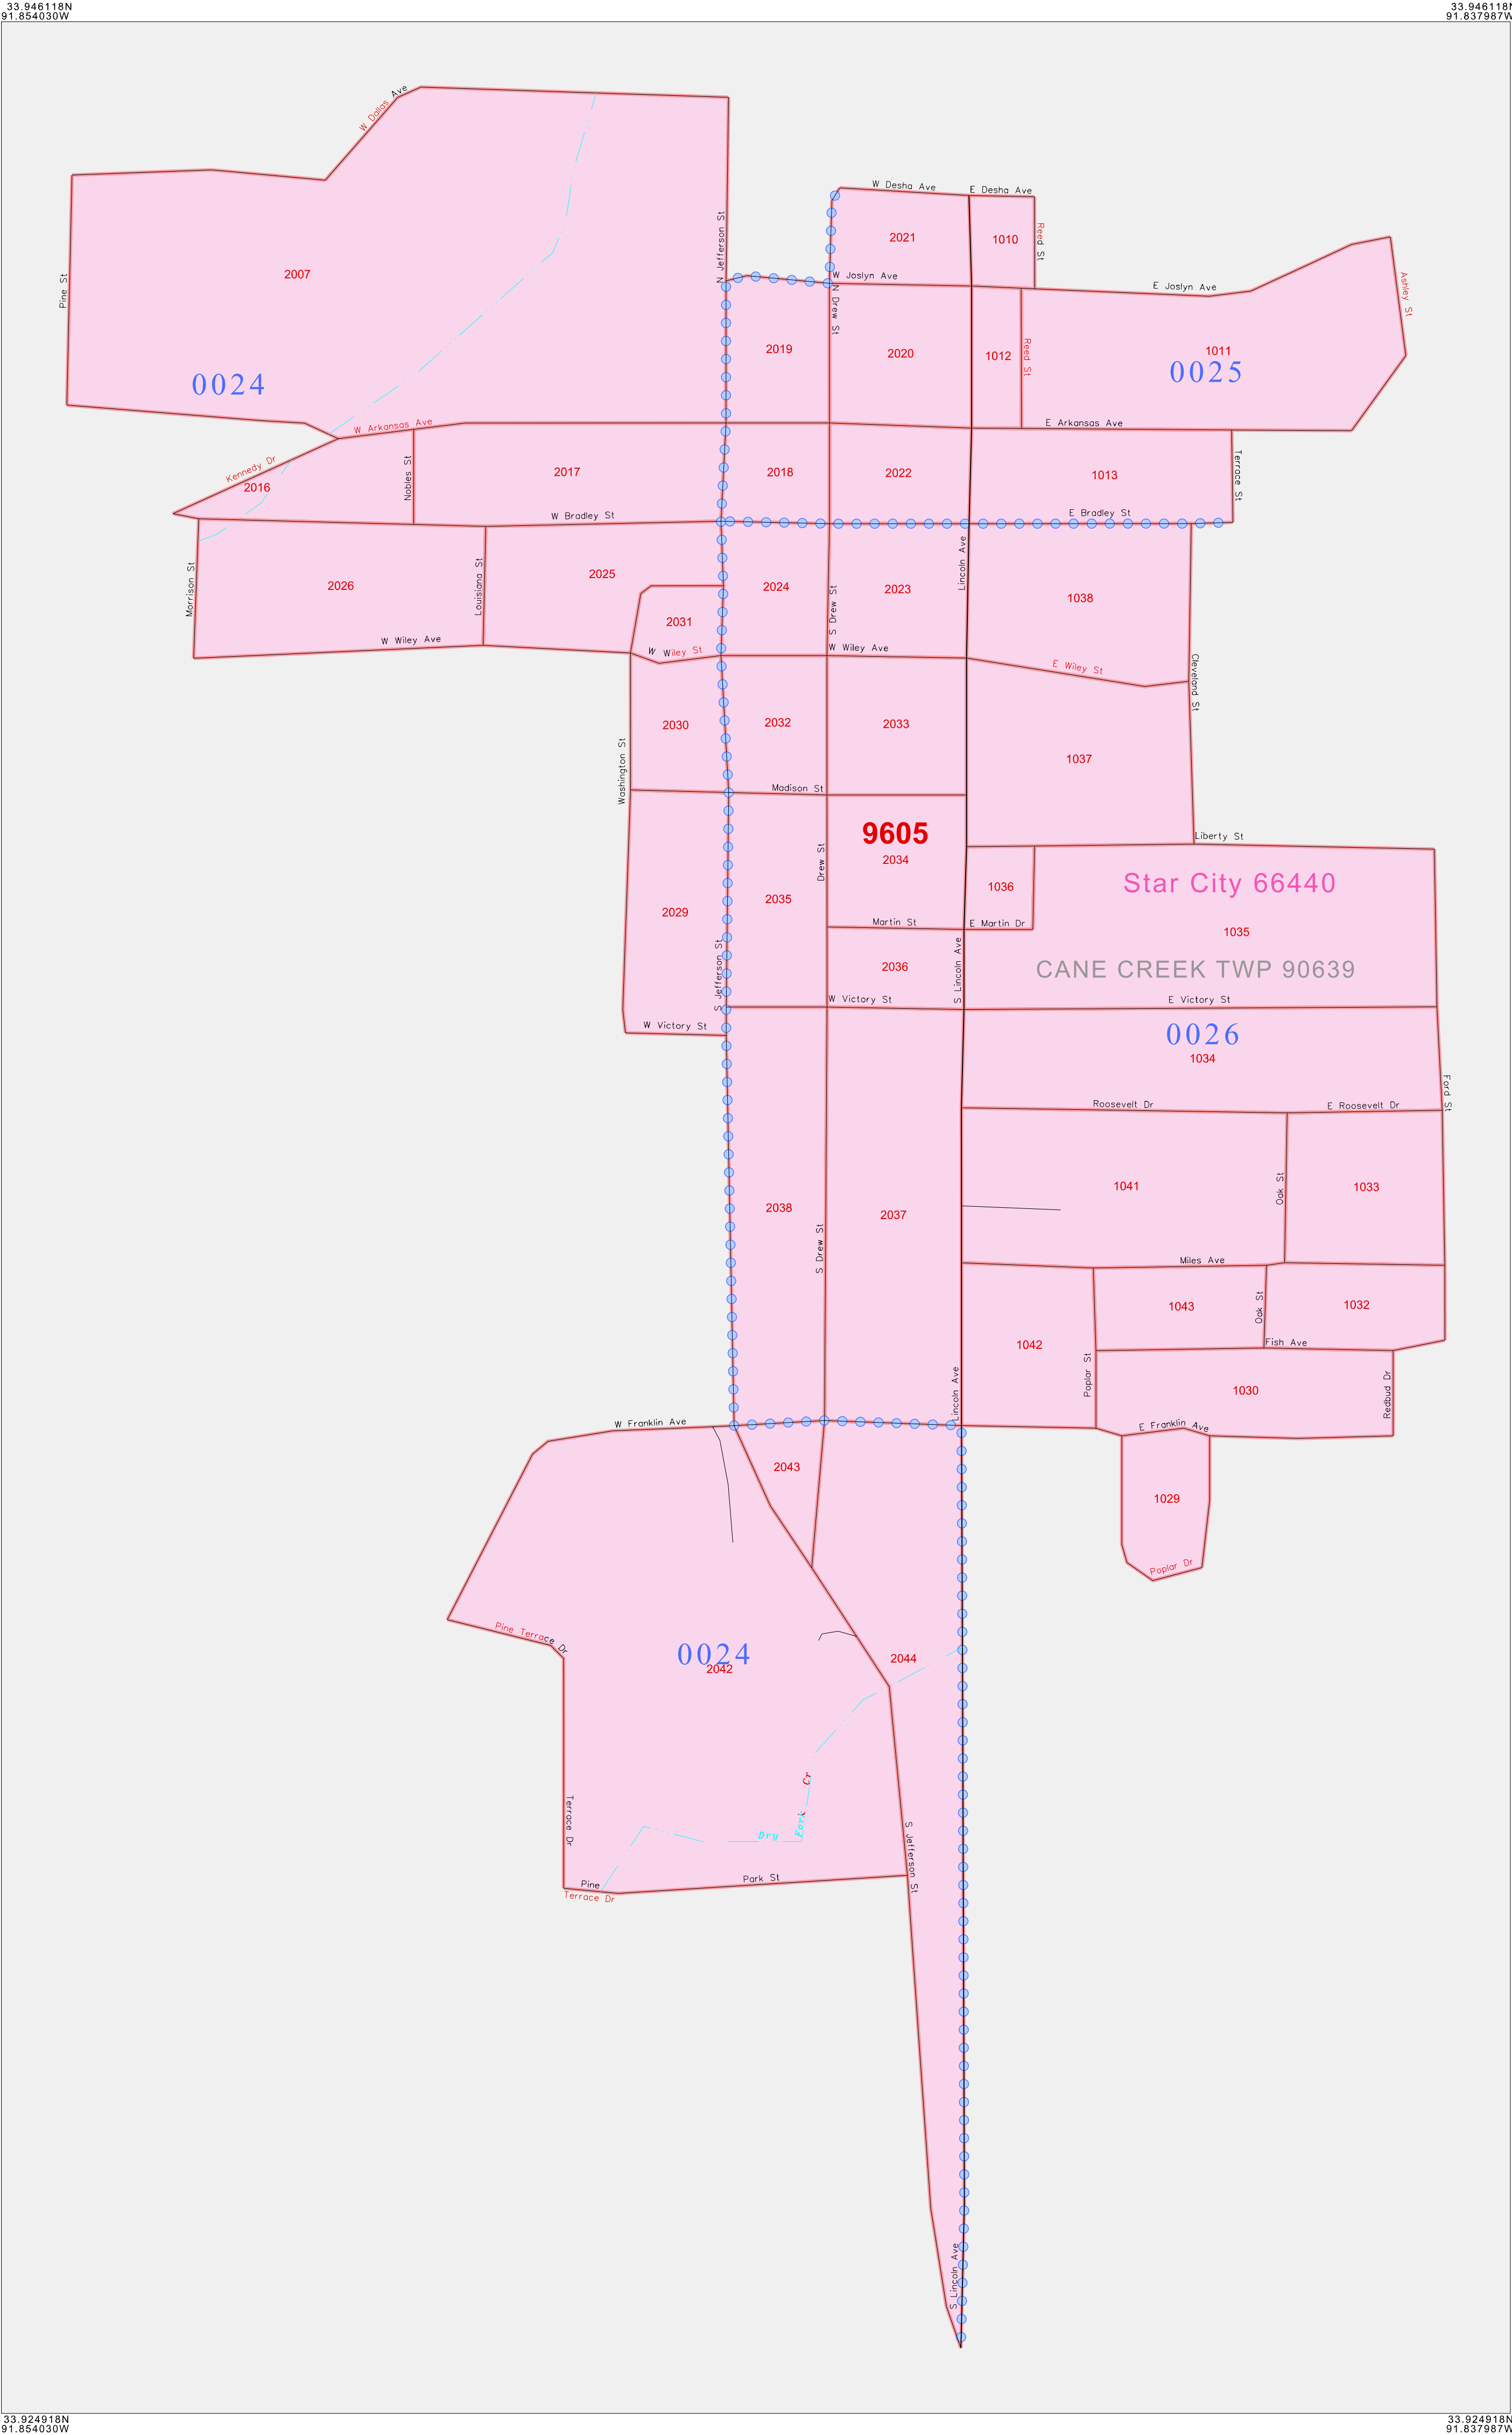 33.946118N
91.854030W
33.946118N
91.837987W
W Dallas Ave
W Desha Ave
E Desha Ave
N Jefferson St
Reed St
2021
1010
Pine St
2007
W Joslyn Ave
E Joslyn Ave
Ashley St
N Drew St
2019
2020
1012
Reed St
1011
0024
0025
W Arkansas Ave
E Arkansas Ave
Kennedy Dr
2016
Nobles St
2017
2018
2022
1013
Terrace St
W Bradley St
E Bradley St
Morrison St
2026
Louisiana St
2025
2024
S Drew St
2023
Lincoln Ave
1038
2031
W Wiley Ave
W Wiley St
W Wiley Ave
E Wiley St
Cleveland St
Washington St
2030
2032
2033
1037
Madison St
9605
2034
Liberty St
Drew St
Star City 66440
1036
2029
2035
Martin St
E Martin Dr
1035
S Jefferson St
2036
S Lincoln Ave
CANE CREEK TWP 90639
W Victory St
W Victory St
E Victory St
0026
1034
Ford St
Roosevelt Dr
E Roosevelt Dr
1041
Oak St
1033
2038
S Drew St
2037
Miles Ave
1043
Oak St
1032
1042
Poplar St
Fish Ave
1030
Redbud Dr
Lincoln Ave
W Franklin Ave
E Franklin Ave
2043
1029
Poplar Dr
Pine Terrace Dr
0024
2042
2044
Cr
Fork
Dry
Terrace Dr
S Jefferson St
Park St
Pine
Terrace Dr
S Lincoln Ave
33.924918N
91.854030W
33.924918N
91.837987W